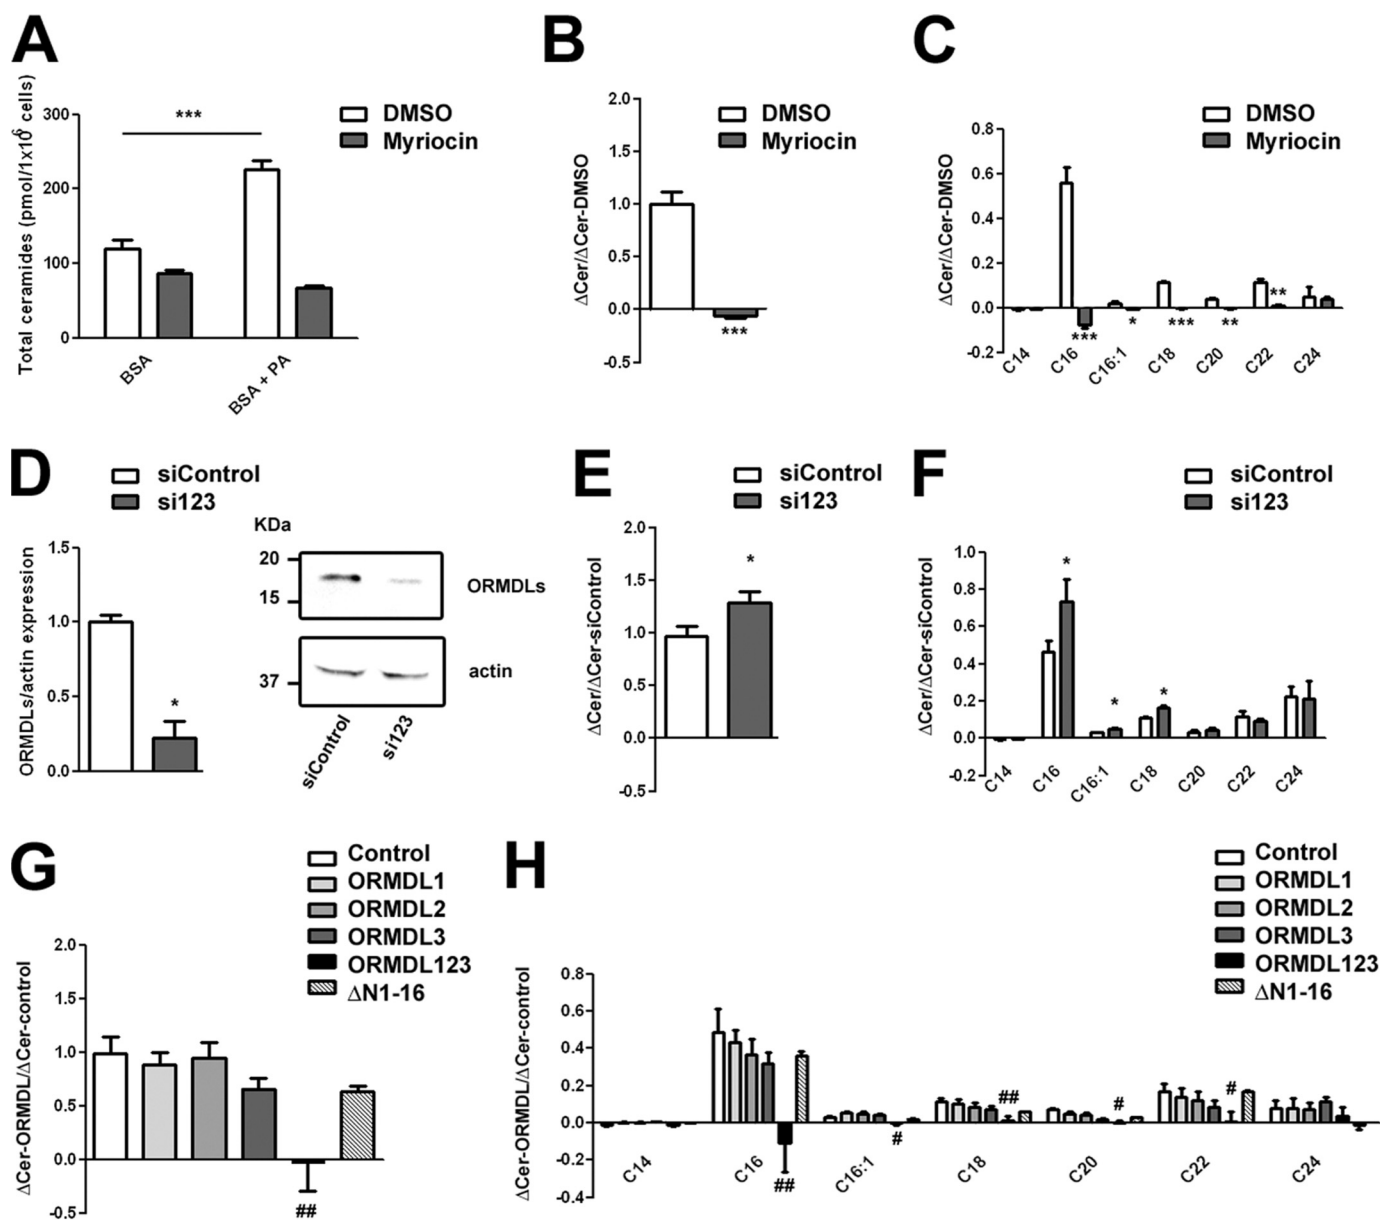 A
Total ceramides (pmol/1x10⁶ cells)
300
200
100
0
***
DMSO
Myriocin
BSA
BSA + PA
B
ΔCer/ΔCer-DMSO
2.0
1.5
1.0
0.5
0.0
-0.5
DMSO
Myriocin
***
C
ΔCer/ΔCer-DMSO
0.8
0.6
0.4
0.2
0.0
-0.2
DMSO
Myriocin
*** * *** ** **
C14 C16 C16:1 C18 C20 C22 C24
D
siControl
si123
ORMDLs/actin expression
1.5
1.0
0.5
0.0
*
KDa
20
15
37
ORMDLs
actin
siControl si123
E
siControl
si123
ΔCer/ΔCer-siControl
2.0
1.5
1.0
0.5
0.0
-0.5
*
F
siControl
si123
ΔCer/ΔCer-siControl
1.0
0.8
0.6
0.4
0.2
0.0
-0.2
* * *
C14 C16 C16:1 C18 C20 C22 C24
G
Control
ORMDL1
ORMDL2
ORMDL3
ORMDL123
ΔN1-16
ΔCer-ORMDL/ΔCer-control
2.0
1.5
1.0
0.5
0.0
-0.5
##
H
Control
ORMDL1
ORMDL2
ORMDL3
ORMDL123
ΔN1-16
ΔCer-ORMDL/ΔCer-control
0.8
0.6
0.4
0.2
0.0
-0.2
-0.4
## # ## # #
C14 C16 C16:1 C18 C20 C22 C24